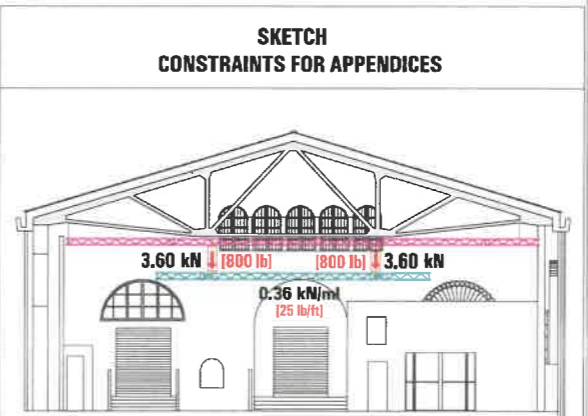 SKETCH
CONSTRAINTS FOR APPENDICES
3.60 kN [800 lb] [800 lb] 3.60 kN
0.36 kN/ml
[25 lb/ft]